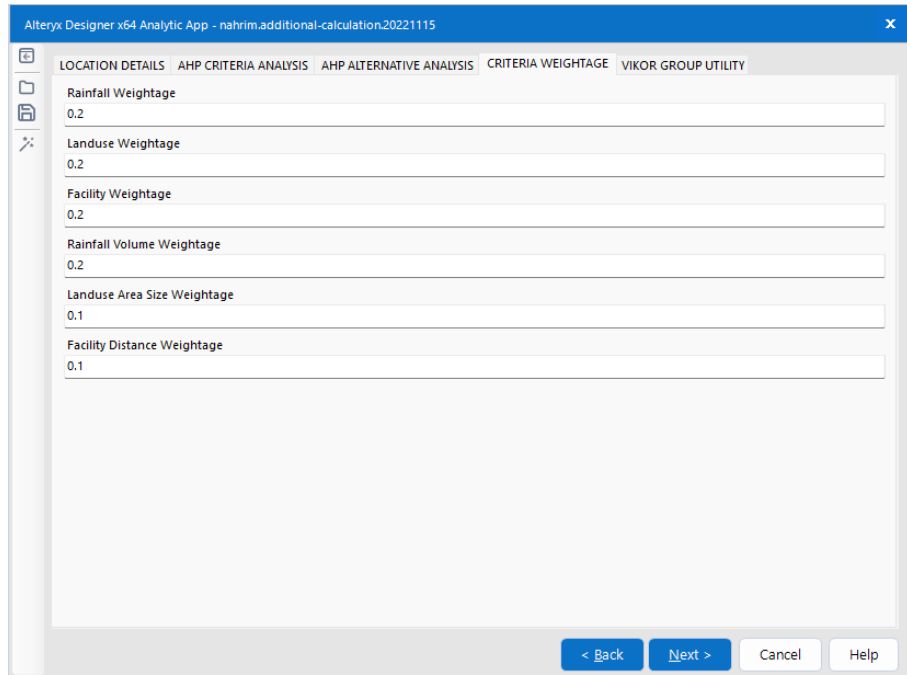 Alteryx Designer x64 Analytic App - nahrim.additional-calculation.20221115 x
LOCATION DETAILS AHP CRITERIA ANALYSIS AHP ALTERNATIVE ANALYSIS CRITERIA WEIGHTAGE VIKOR GROUP UTILITY
Rainfall Weightage
0.2
Landuse Weightage
0.2
Facility Weightage
0.2
Rainfall Volume Weightage
0.2
Landuse Area Size Weightage
0.1
Facility Distance Weightage
0.1
< Back Next > Cancel Help